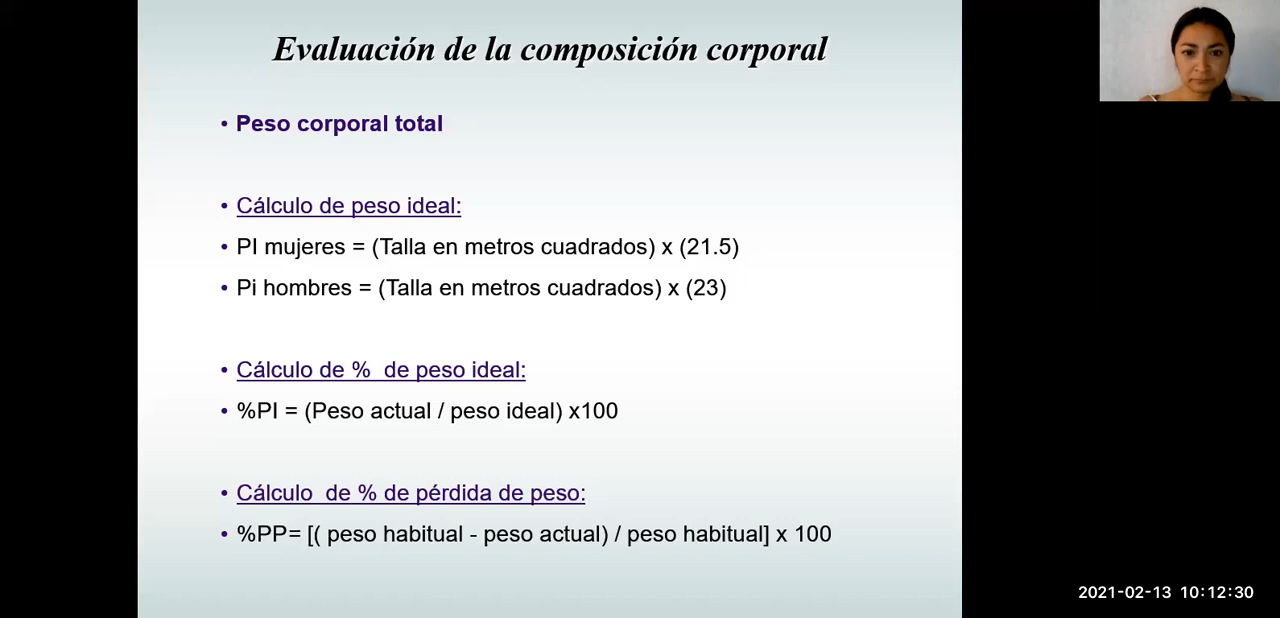 Evaluación de la composición corporal
• Peso corporal total
• Cálculo de peso ideal:
• PI mujeres = (Talla en metros cuadrados) x (21.5)
• Pi hombres = (Talla en metros cuadrados) x (23)
• Cálculo de %  de peso ideal:
• %PI = (Peso actual / peso ideal) x100
• Cálculo  de % de pérdida de peso:
• %PP= [( peso habitual - peso actual) / peso habitual] x 100
2021-02-13 10:12:30